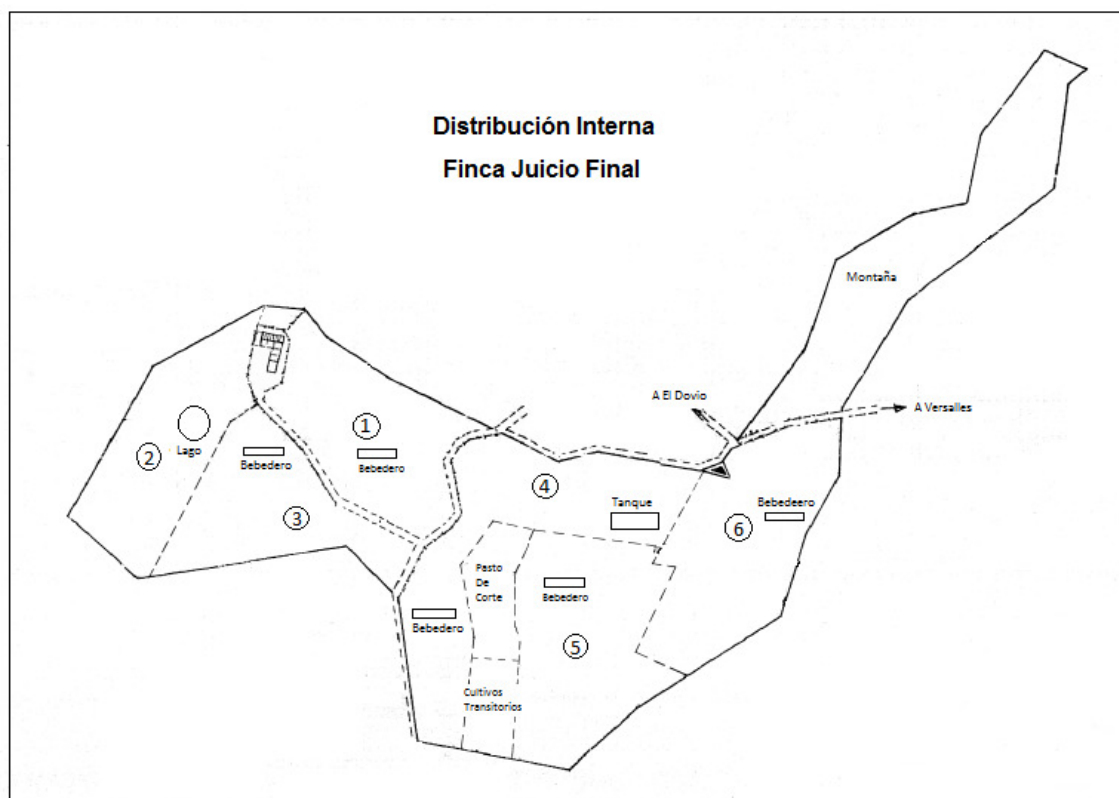 Distribución Interna
Finca Juicio Final
Montaña
A El Dovio
A Versalles
1
Lago
2
Bebedero
Bebedero
3
4
Tanque
Bebedeero
6
Pasto
De
Corte
Bebedero
Bebedero
5
Cultivos
Transitorios